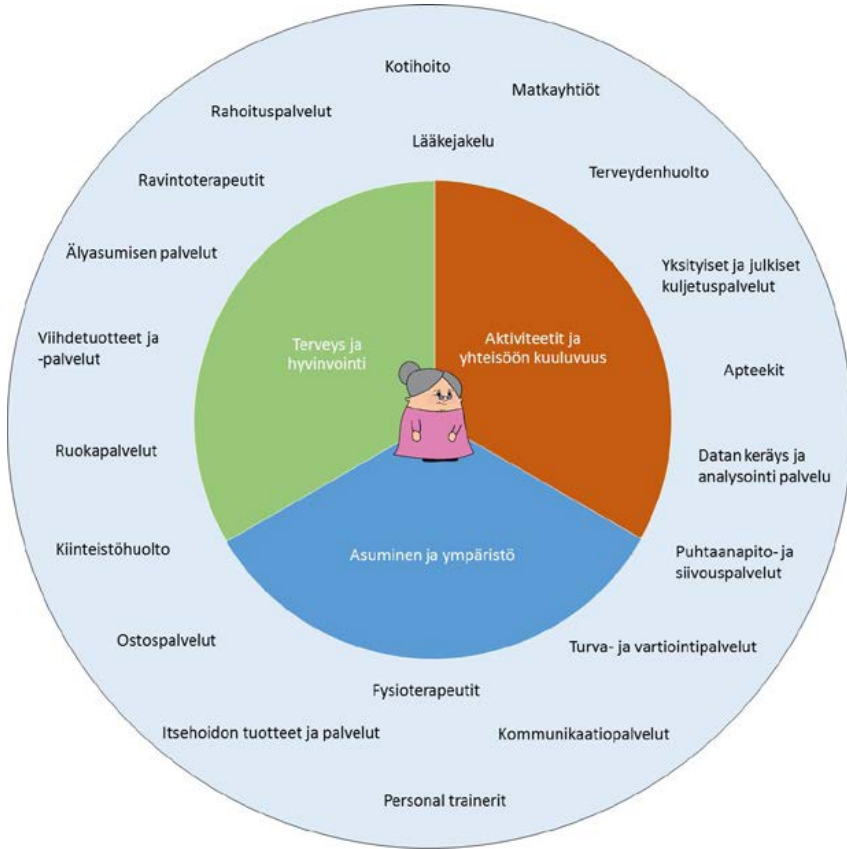 Kotihoito
Matkayhtiöt
Rahoituspalvelut
Lääkejakelu
Terveydenhuolto
Ravintoterapeutit
Älyasumisen palvelut
Yksityiset ja julkiset
kuljetuspalvelut
Viihdetuotteet ja
-palvelut
Terveys ja
hyvinvointi
Aktiviteetit ja
yhteisöön kuuluvuus
Apteekit
Ruokapalvelut
Datan keräys ja
analysointi palvelu
Kiinteistöhuolto
Asuminen ja ympäristö
Puhtaanapito- ja
siivouspalvelut
Ostospalvelut
Turva- ja vartiointipalvelut
Fysioterapeutit
Itsehoidon tuotteet ja palvelut
Kommunikaatiopalvelut
Personal trainerit